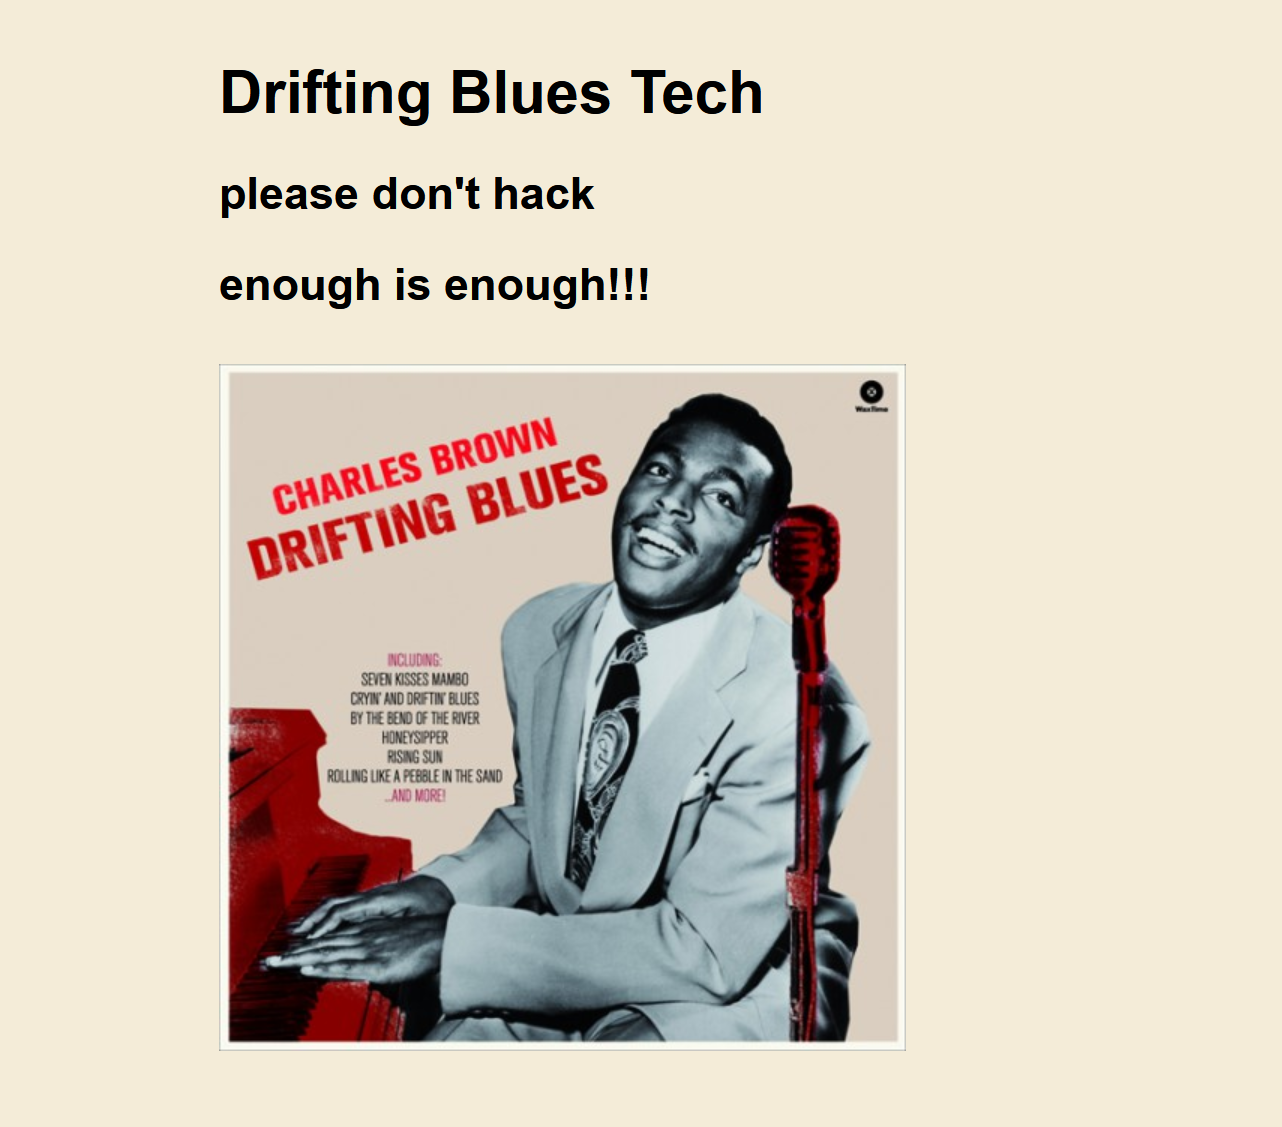 Drifting Blues Tech
please don't hack
enough is enough!!!
WaxTime
CHARLES BROWN
DRIFTING BLUES
INCLUDING:
SEVEN KISSES MAMBO
CRYIN' AND DRIFTIN' BLUES
BY THE BEND OF THE RIVER
HONEYSIPPER
RISING SUN
ROLLING LIKE A PEBBLE IN THE SAND
...AND MORE!